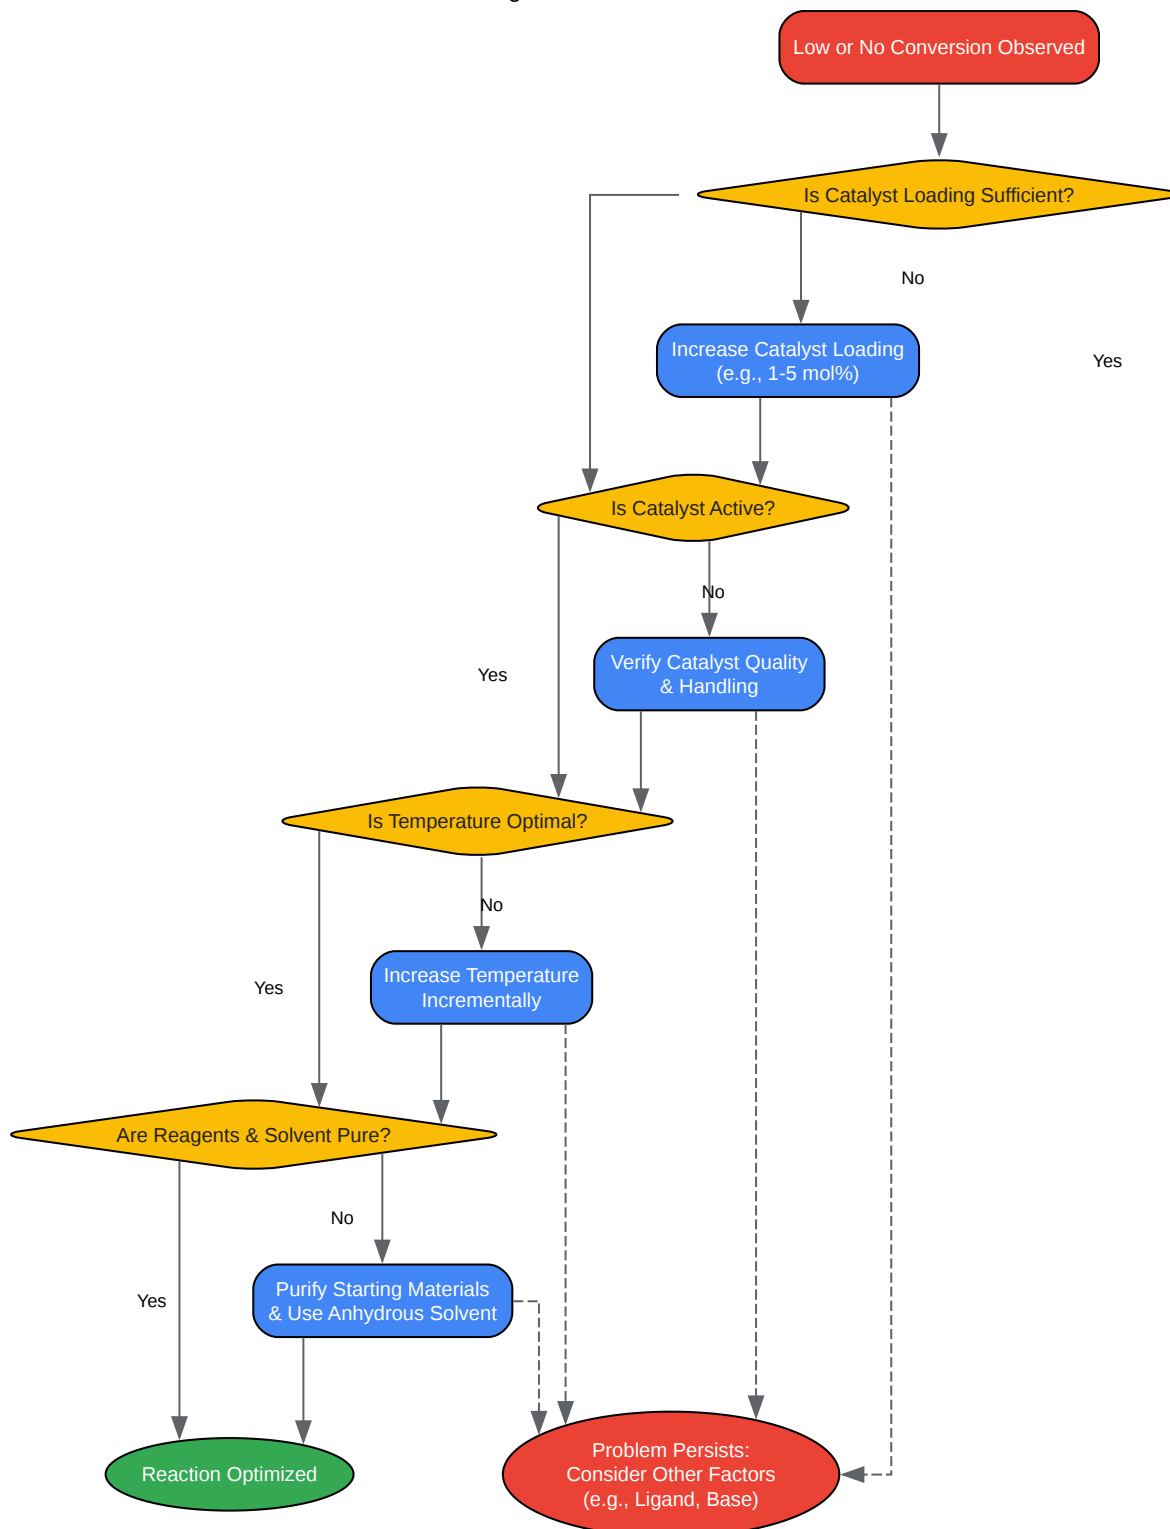 Low or No Conversion Observed
Is Catalyst Loading Sufficient?
No
Increase Catalyst Loading
(e.g., 1-5 mol%)
Yes
Is Catalyst Active?
No
Verify Catalyst Quality
& Handling
Yes
Is Temperature Optimal?
No
Increase Temperature
Incrementally
Yes
Are Reagents & Solvent Pure?
No
Purify Starting Materials
& Use Anhydrous Solvent
Yes
Reaction Optimized
Problem Persists:
Consider Other Factors
(e.g., Ligand, Base)